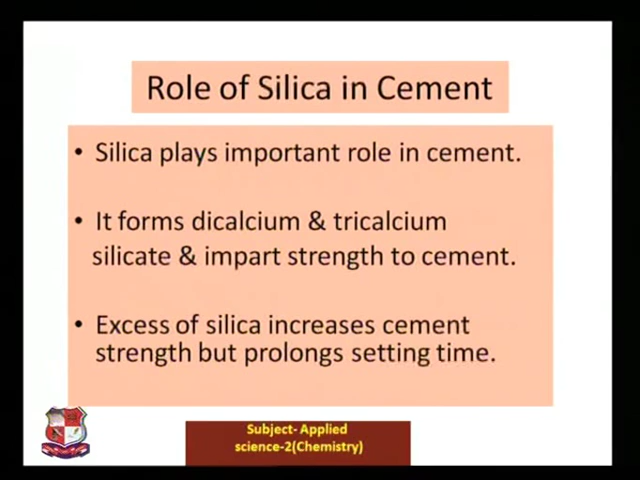 Role of Silica in Cement
• Silica plays important role in cement.
• It forms dicalcium & tricalcium
silicate & impart strength to cement.
• Excess of silica increases cement
strength but prolongs setting time.
Subject- Applied
science-2(Chemistry)